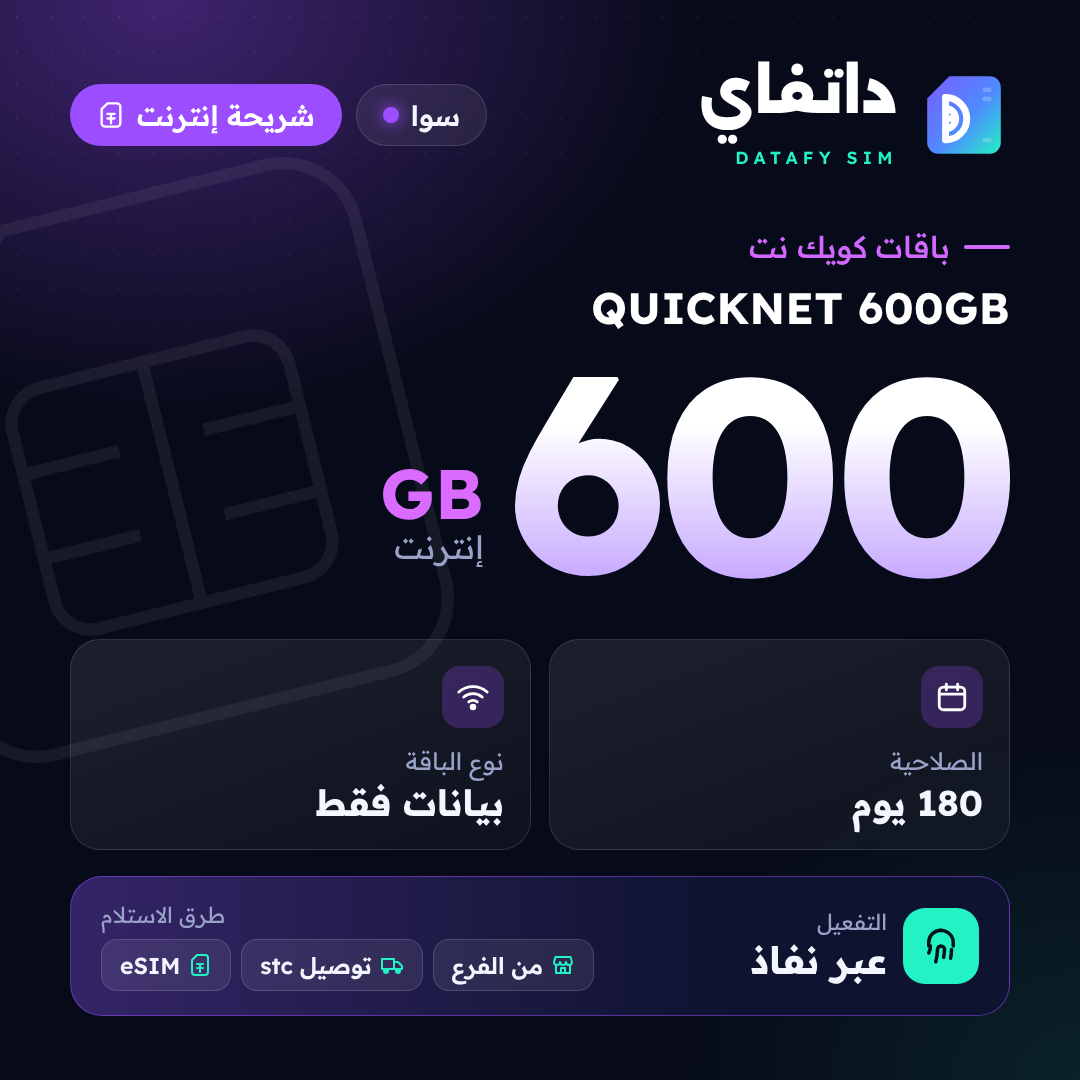 داتفاي
DATAFY SIM
سوا
شريحة إنترنت
باقات كويك نت
QUICKNET 600GB
600
GB
إنترنت
الصلاحية
180 يوم
نوع الباقة
بيانات فقط
التفعيل
عبر نفاذ
طرق الاستلام
من الفرع
توصيل stc
eSIM